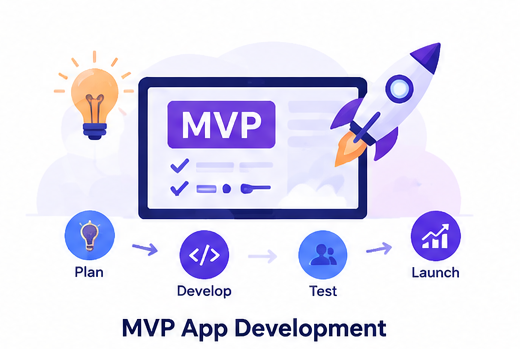 MVP
</>
Plan
Develop
Test
Launch
MVP App Development